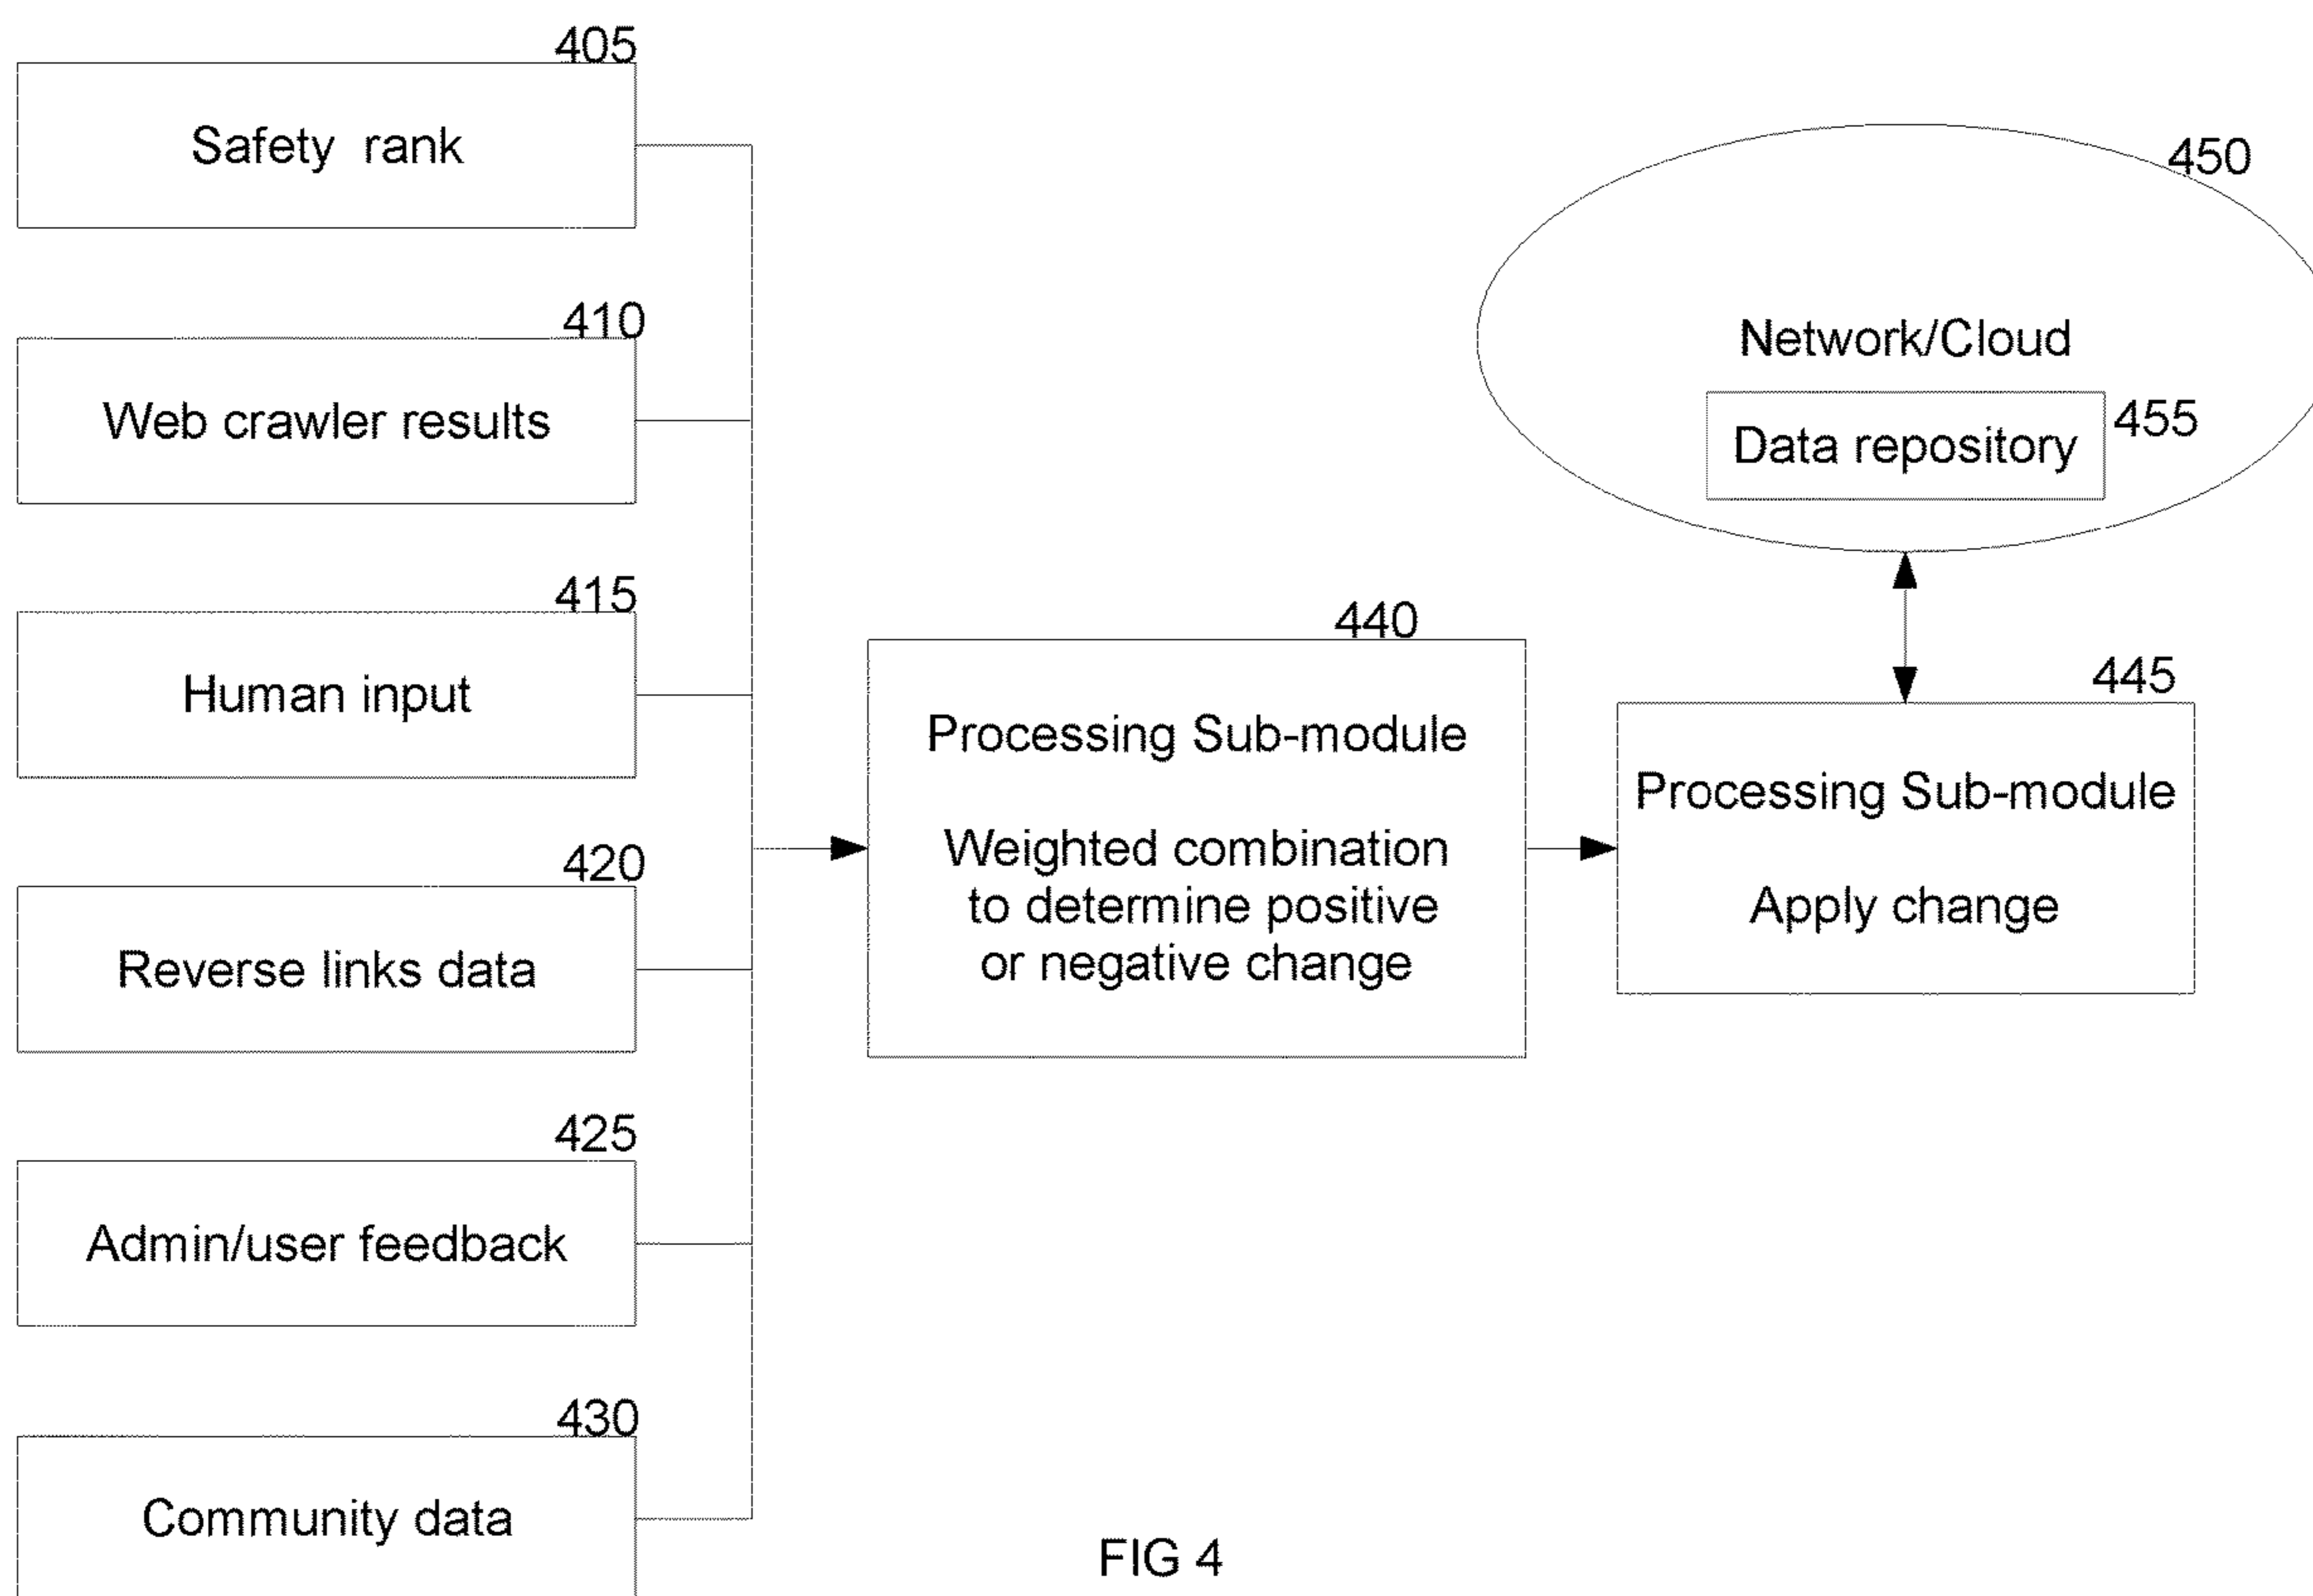 405
Safety rank
410
Web crawler results
415
Human input
420
Reverse links data
425
Admin/user feedback
430
Community data
440
Processing Sub-module
Weighted combination
to determine positive
or negative change
445
Processing Sub-module
Apply change
450
Network/Cloud
455
Data repository
FIG 4